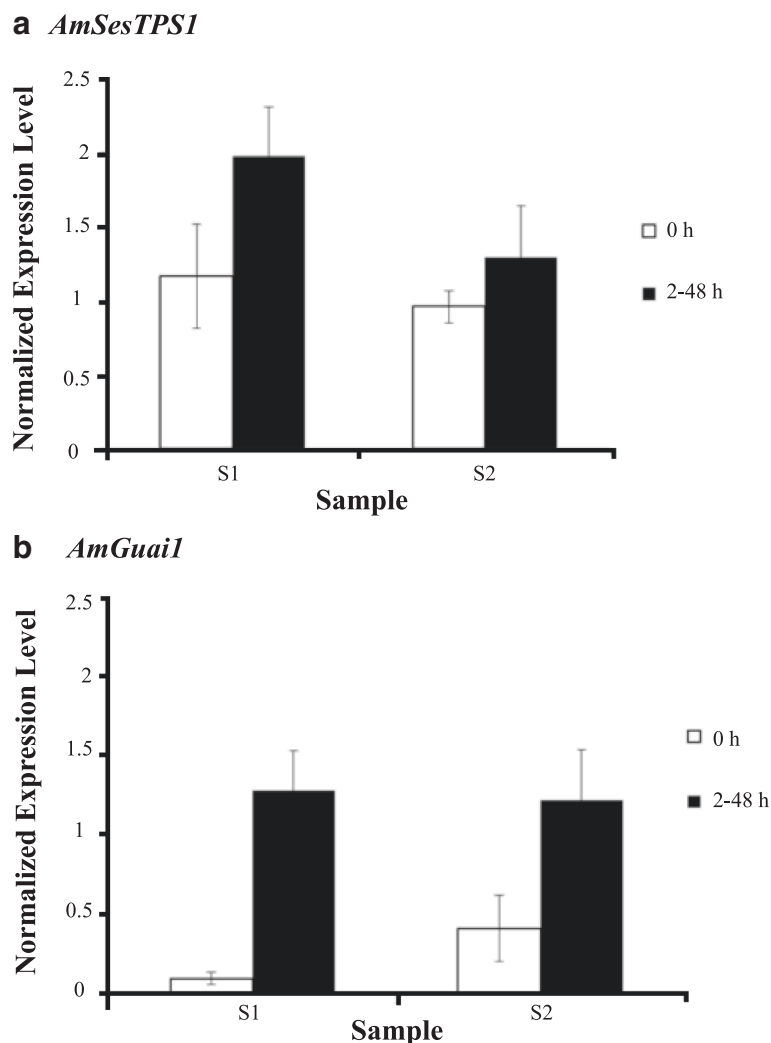 a AmSesTPS1
Normalized Expression Level
2.5
2
1.5
1
0.5
0
S1 S2
Sample
0 h
2-48 h
b AmGuai1
Normalized Expression Level
2.5
2
1.5
1
0.5
0
S1 S2
Sample
0 h
2-48 h